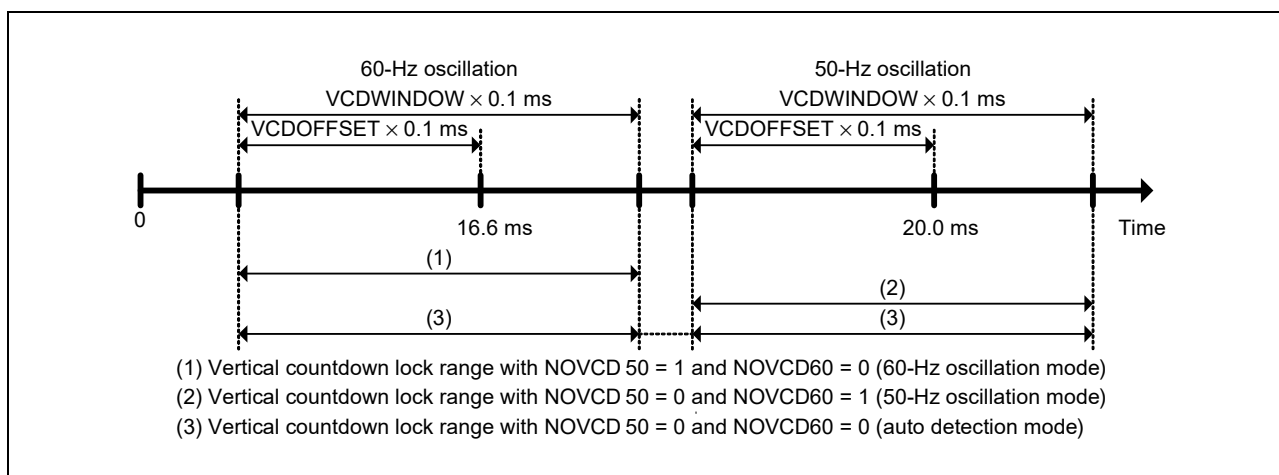 60-Hz oscillation
50-Hz oscillation
VCDWINDOW × 0.1 ms
VCDWINDOW × 0.1 ms
VCDOFFSET × 0.1 ms
VCDOFFSET × 0.1 ms
0
16.6 ms
20.0 ms
Time
(1)
(2)
(3)
(3)
(1) Vertical countdown lock range with NOVCD 50 = 1 and NOVCD60 = 0 (60-Hz oscillation mode)
(2) Vertical countdown lock range with NOVCD 50 = 0 and NOVCD60 = 1 (50-Hz oscillation mode)
(3) Vertical countdown lock range with NOVCD 50 = 0 and NOVCD60 = 0 (auto detection mode)